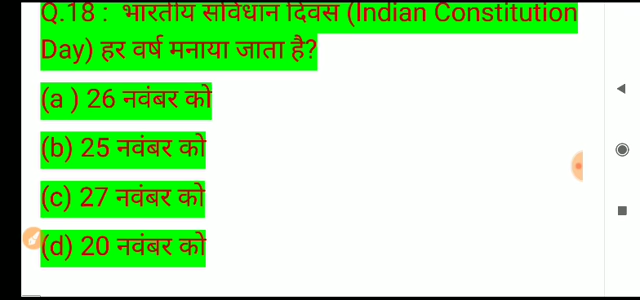 Q.18 : भारतीय संविधान दिवस (Indian Constitution
Day) हर वर्ष मनाया जाता है?
(a ) 26 नवंबर को
(b) 25 नवंबर को
(c) 27 नवंबर को
(d) 20 नवंबर को